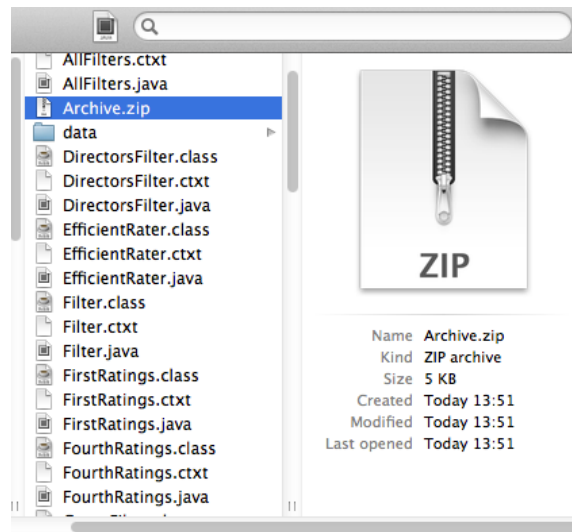 AllFilters.ctxt
AllFilters.java
Archive.zip
data
DirectorsFilter.class
DirectorsFilter.ctxt
DirectorsFilter.java
EfficientRater.class
EfficientRater.ctxt
EfficientRater.java
Filter.class
Filter.ctxt
Filter.java
FirstRatings.class
FirstRatings.ctxt
FirstRatings.java
FourthRatings.class
FourthRatings.ctxt
FourthRatings.java
ZIP
Name Archive.zip
Kind ZIP archive
Size 5 KB
Created Today 13:51
Modified Today 13:51
Last opened Today 13:51